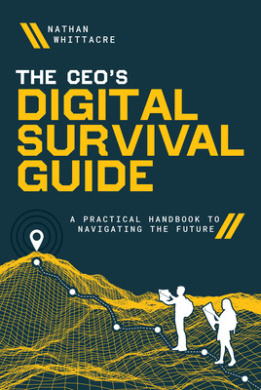 NATHAN
WHITTACRE
THE CEO'S
DIGITAL
SURVIVAL
GUIDE
A PRACTICAL HANDBOOK TO
NAVIGATING THE FUTURE